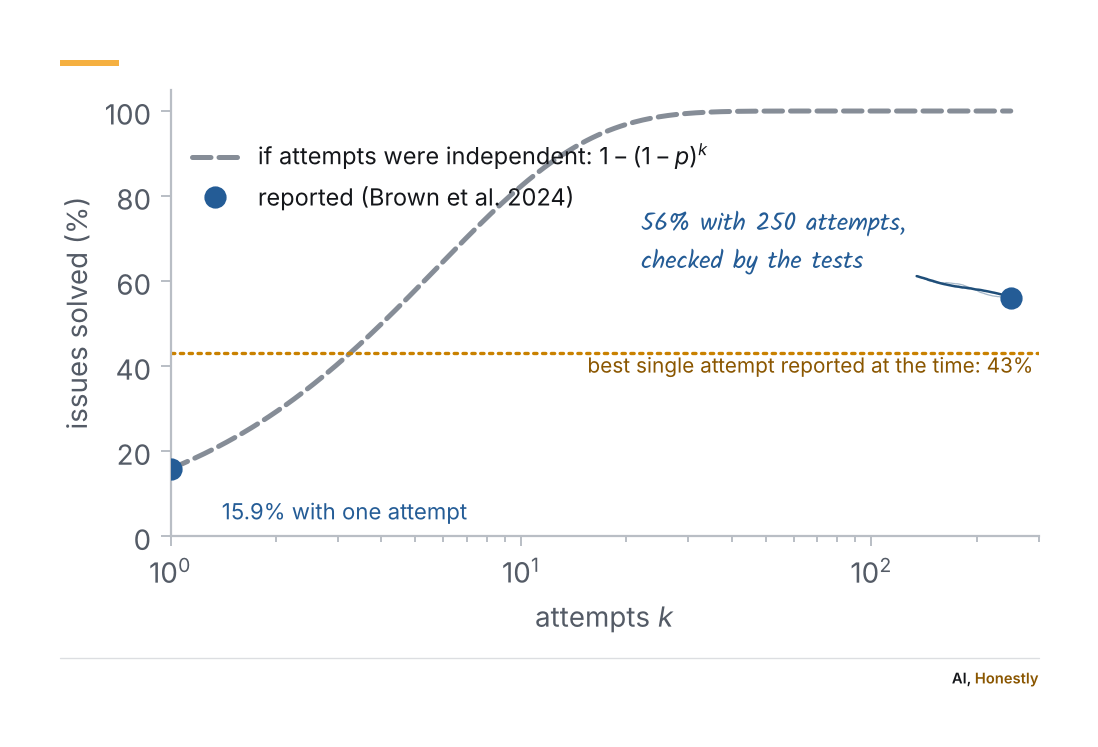 100
if attempts were independent: 1 – (1 – p)^k
reported (Brown et al. 2024)
80
56% with 250 attempts,
checked by the tests
60
issues solved (%)
best single attempt reported at the time: 43%
40
20
15.9% with one attempt
0
10^0 10^1 10^2
attempts k
AI, Honestly